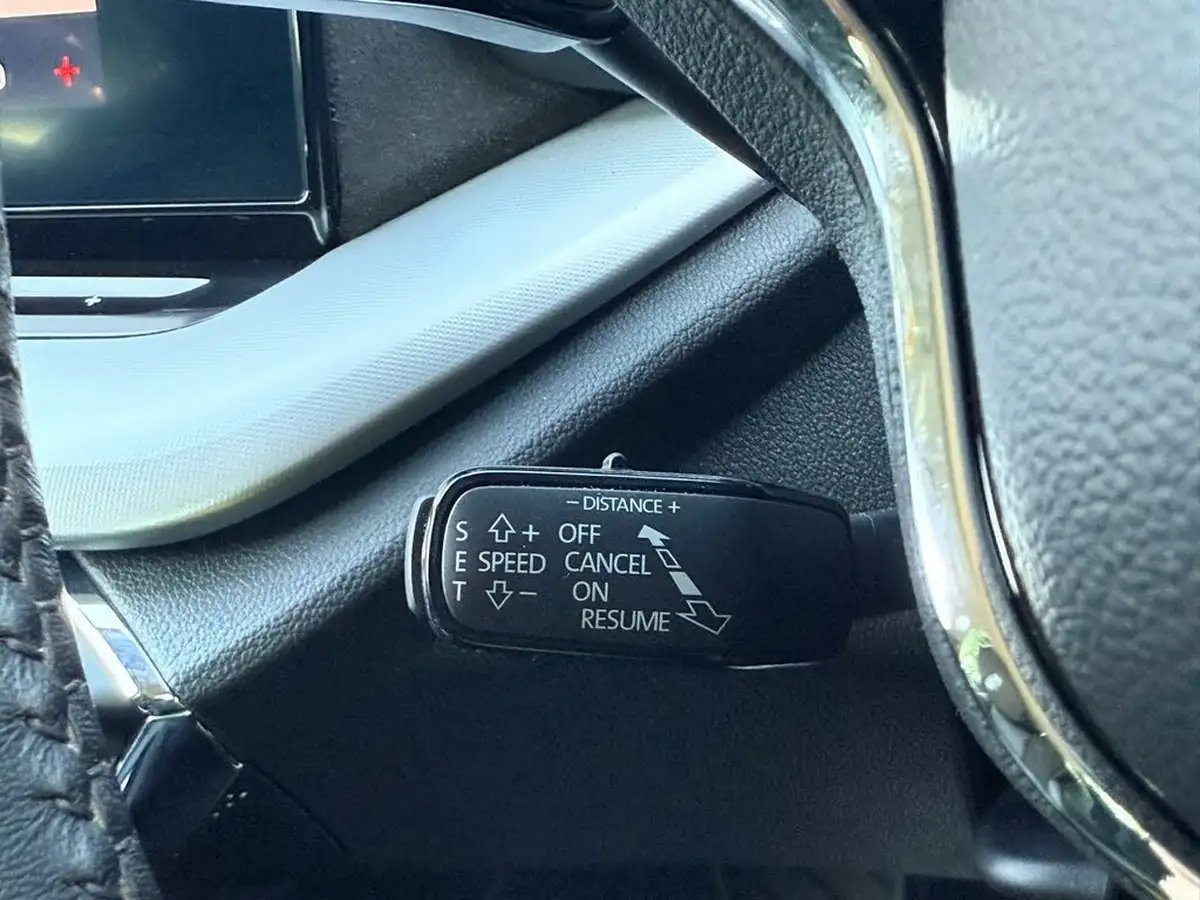 − DISTANCE +
S + OFF
E SPEED CANCEL
T − ON
RESUME